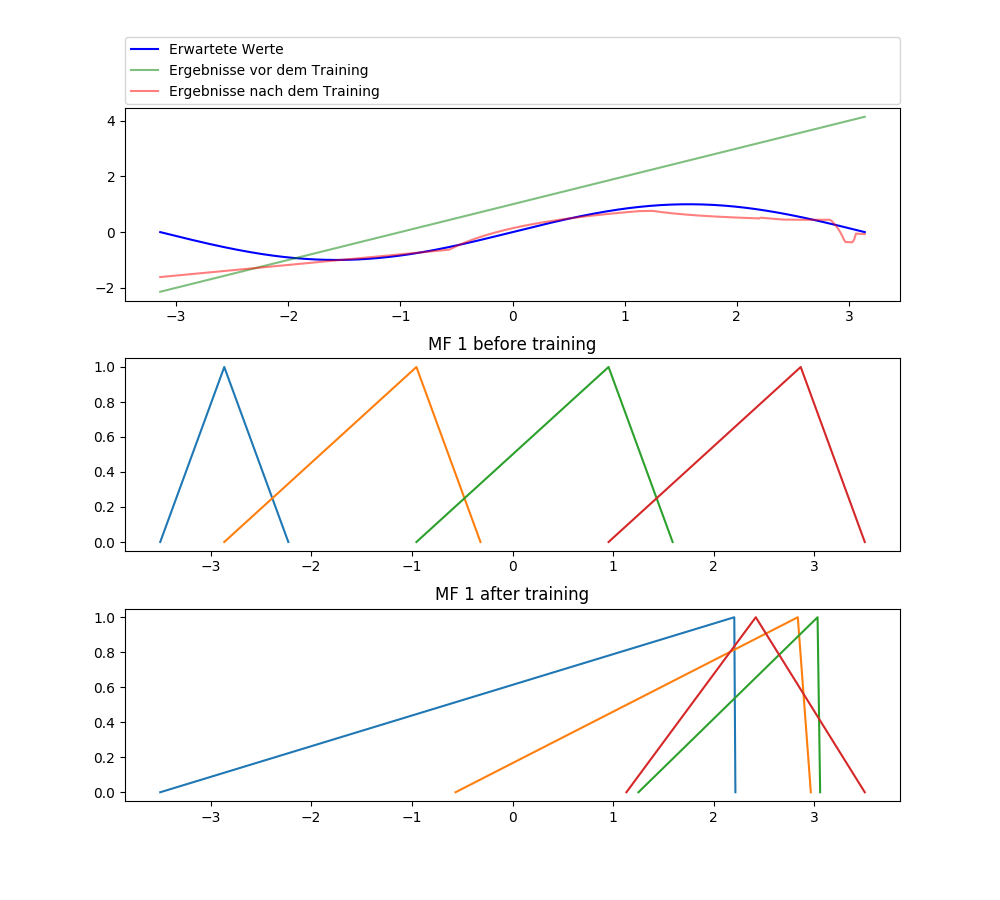 Erwartete Werte
Ergebnisse vor dem Training
Ergebnisse nach dem Training
4
2
0
−2
−3 −2 −1 0 1 2 3
MF 1 before training
1.0
0.8
0.6
0.4
0.2
0.0
−3 −2 −1 0 1 2 3
MF 1 after training
1.0
0.8
0.6
0.4
0.2
0.0
−3 −2 −1 0 1 2 3